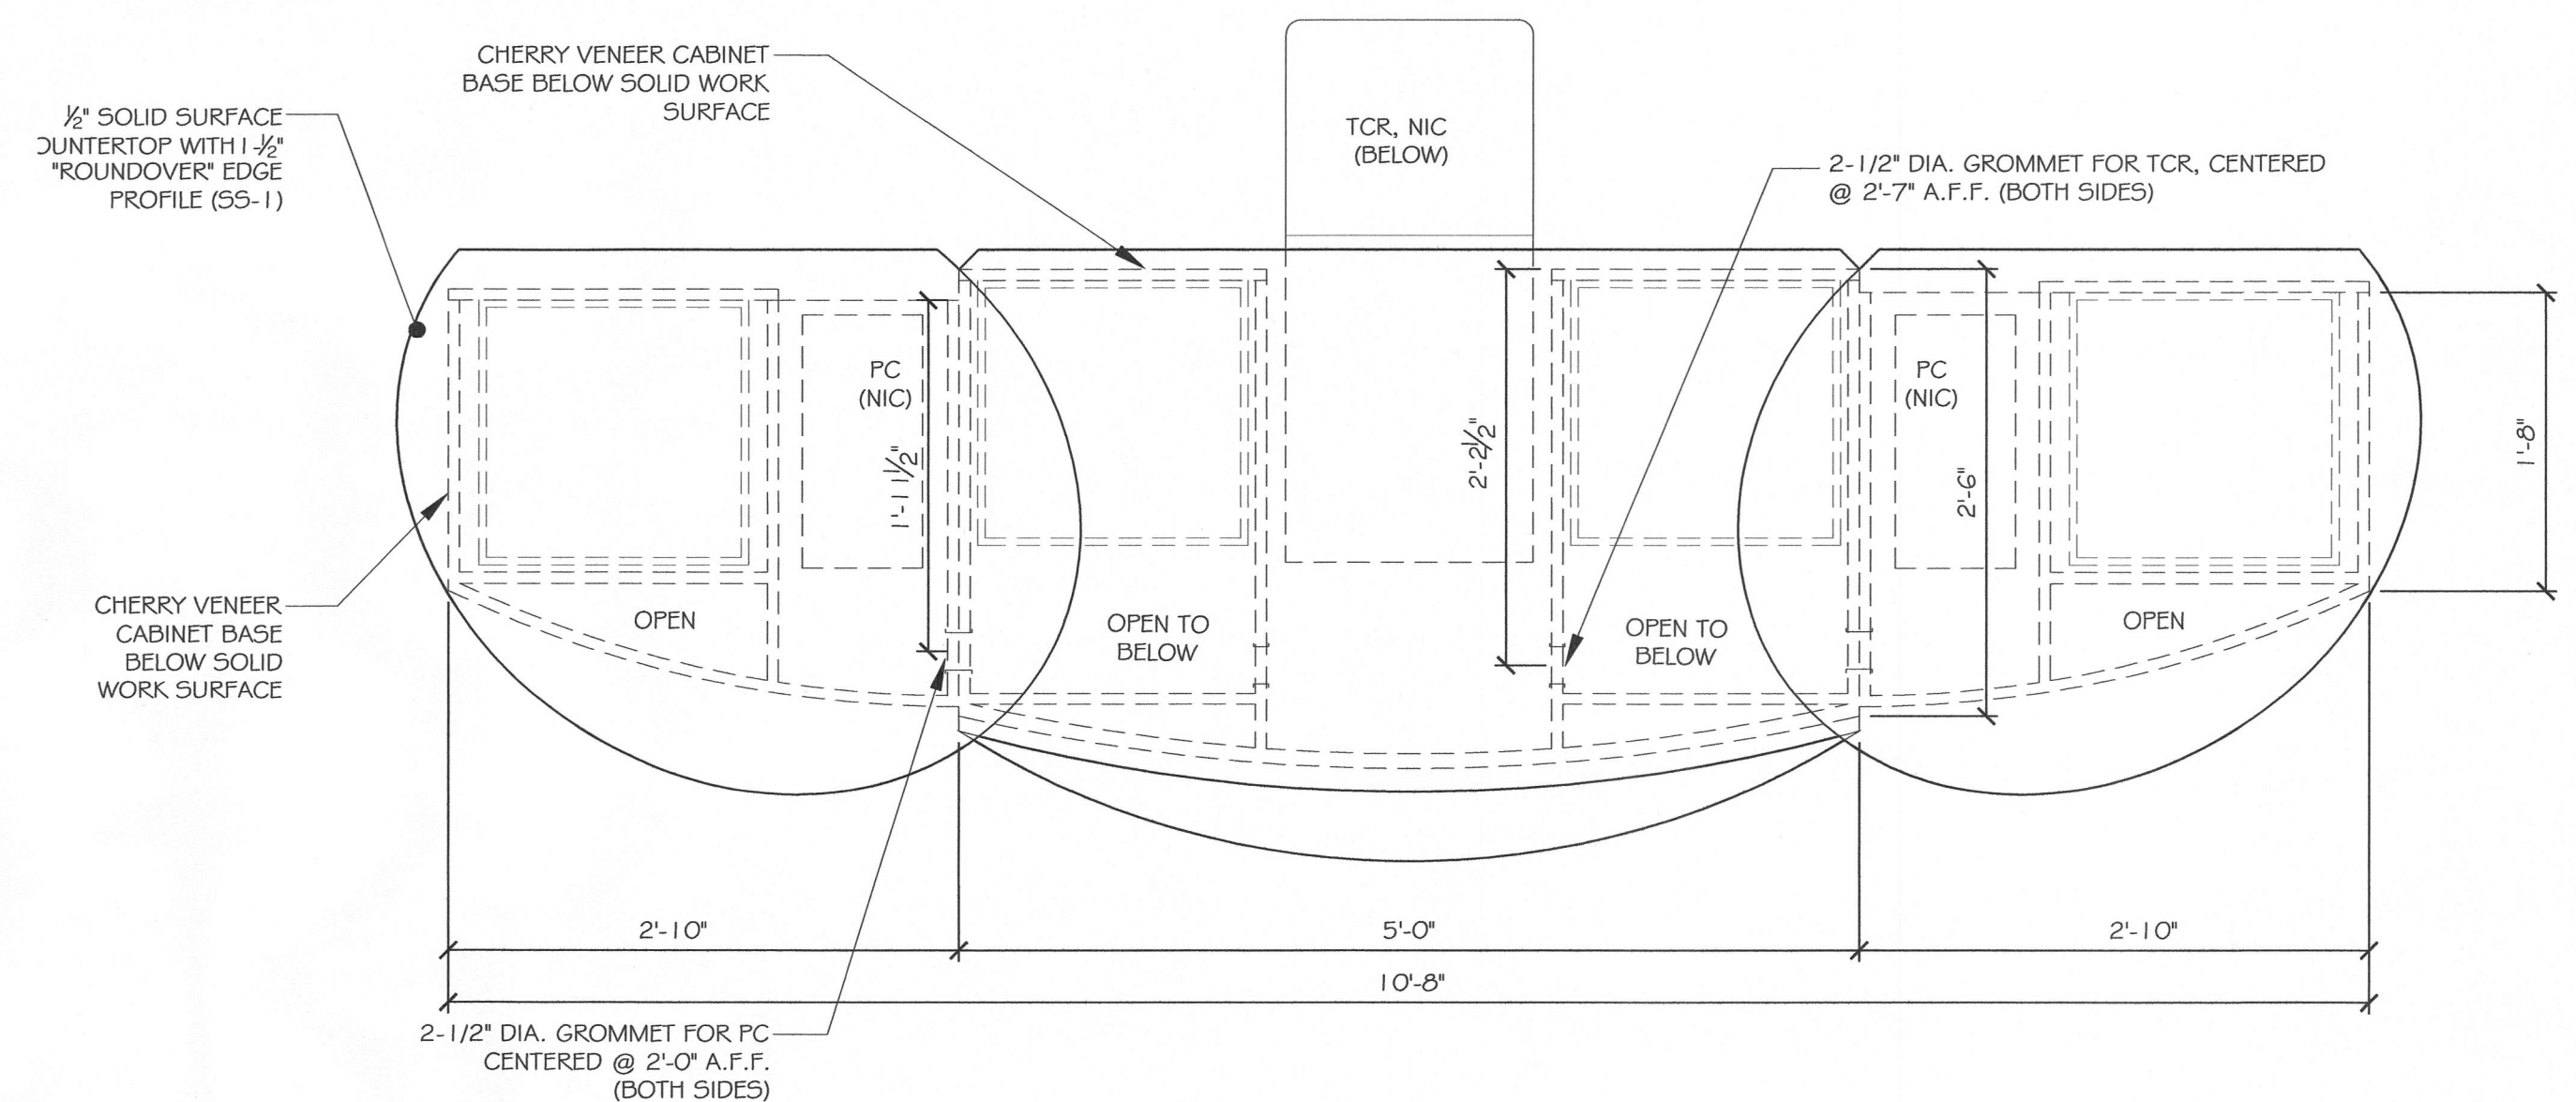 CHERRY VENEER CABINET
BASE BELOW SOLID WORK
SURFACE
½" SOLID SURFACE
OUNTERTOP WITH 1-½"
"ROUNDOVER" EDGE
PROFILE (SS-1)
TCR, NIC
(BELOW)
2-1/2" DIA. GROMMET FOR TCR, CENTERED
@ 2'-7" A.F.F. (BOTH SIDES)
PC
(NIC)
1'-11½"
2'-2½"
PC
(NIC)
2'-6"
1'-8"
CHERRY VENEER
CABINET BASE
BELOW SOLID
WORK SURFACE
OPEN
OPEN TO
BELOW
OPEN TO
BELOW
OPEN
2'-10"
5'-0"
2'-10"
10'-8"
2-1/2" DIA. GROMMET FOR PC
CENTERED @ 2'-0" A.F.F.
(BOTH SIDES)